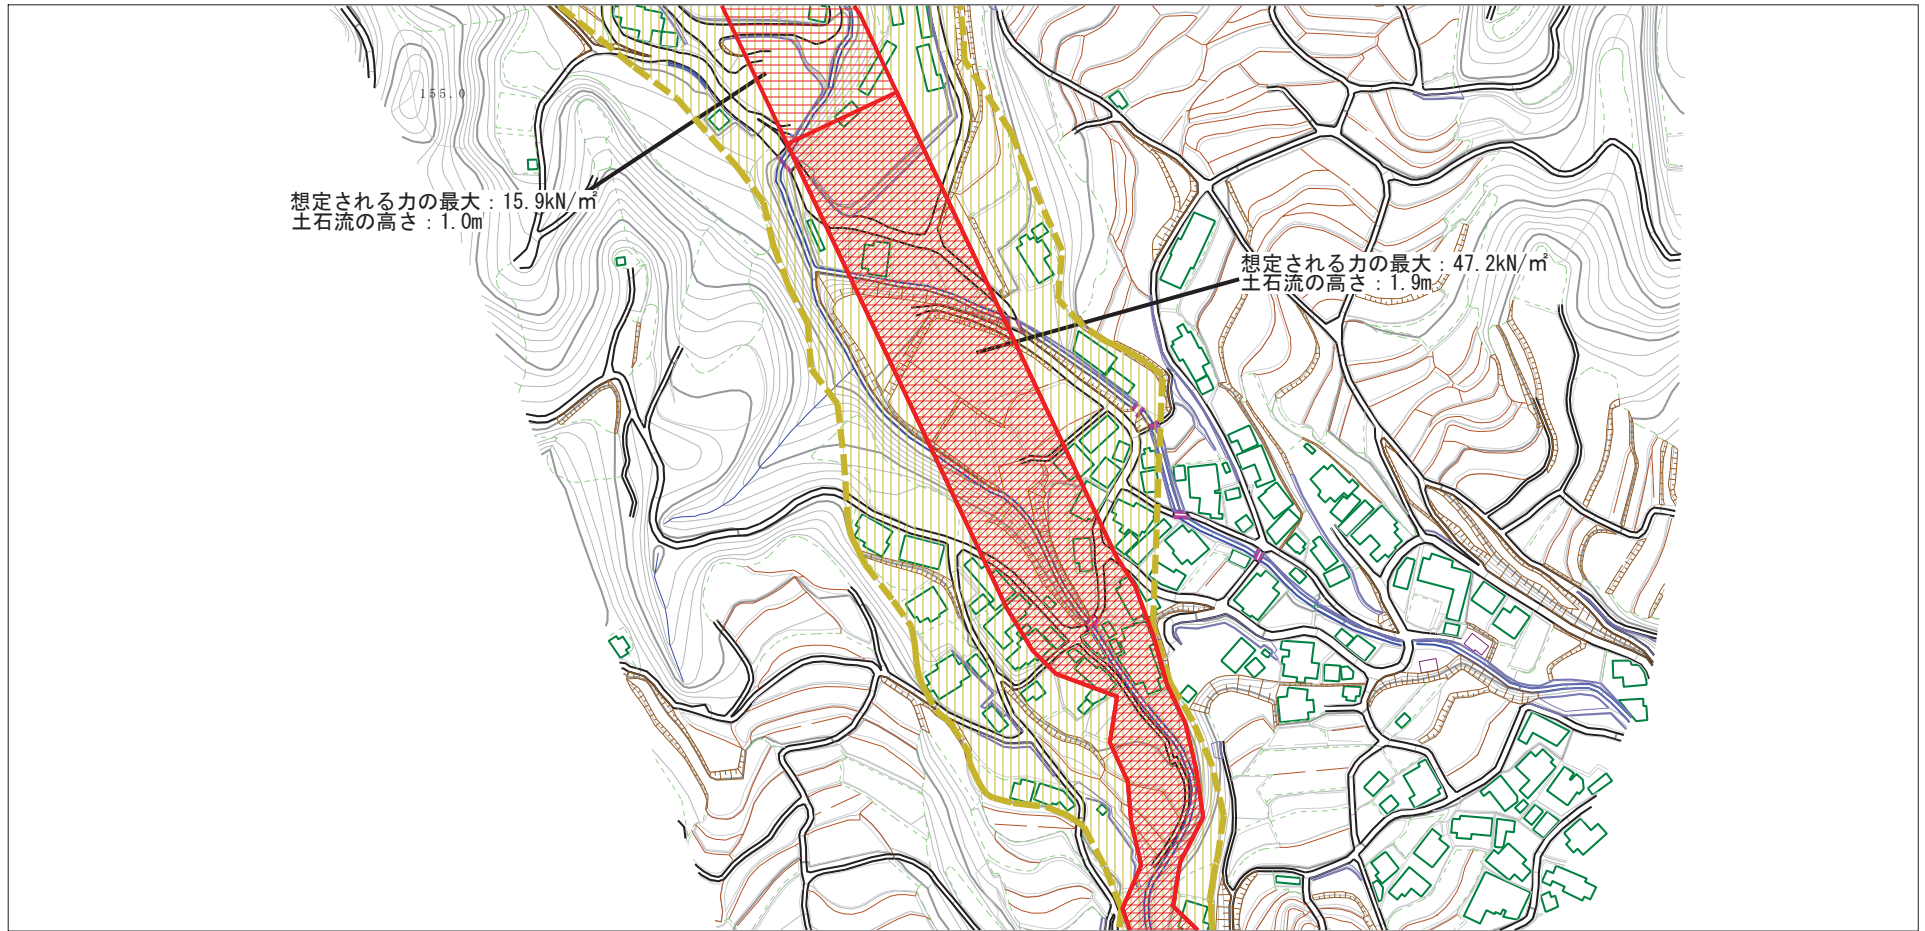 155.0
想定される力の最大：15.9kN/㎡
土石流の高さ：1.0m
想定される力の最大：47.2kN/㎡
土石流の高さ：1.9m